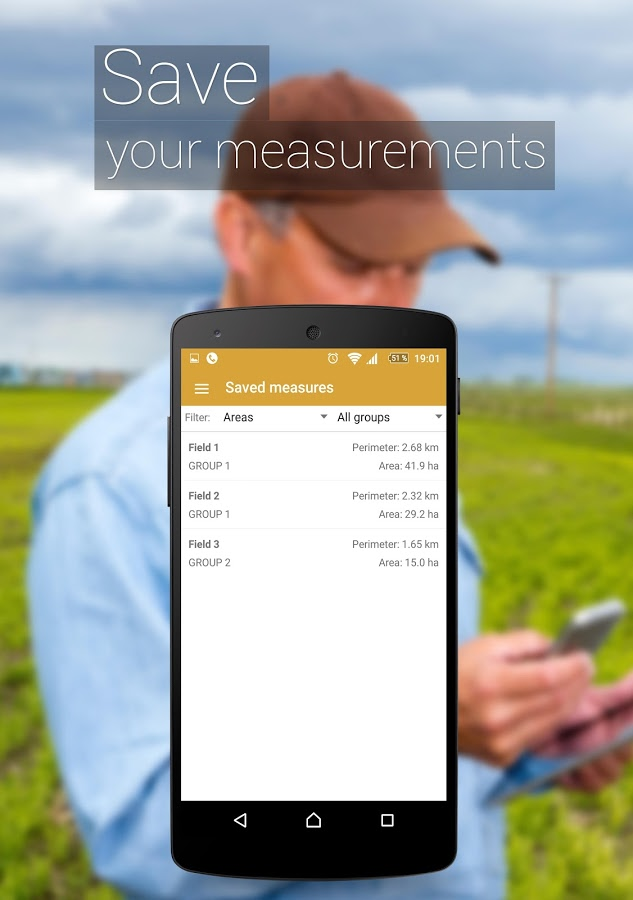 Save
your measurements
51 % 19:01
Saved measures
Filter: Areas All groups
Field 1 Perimeter: 2.68 km
GROUP 1 Area: 41.9 ha
Field 2 Perimeter: 2.32 km
GROUP 1 Area: 29.2 ha
Field 3 Perimeter: 1.65 km
GROUP 2 Area: 15.0 ha